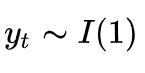 y_t ∼ I(1)